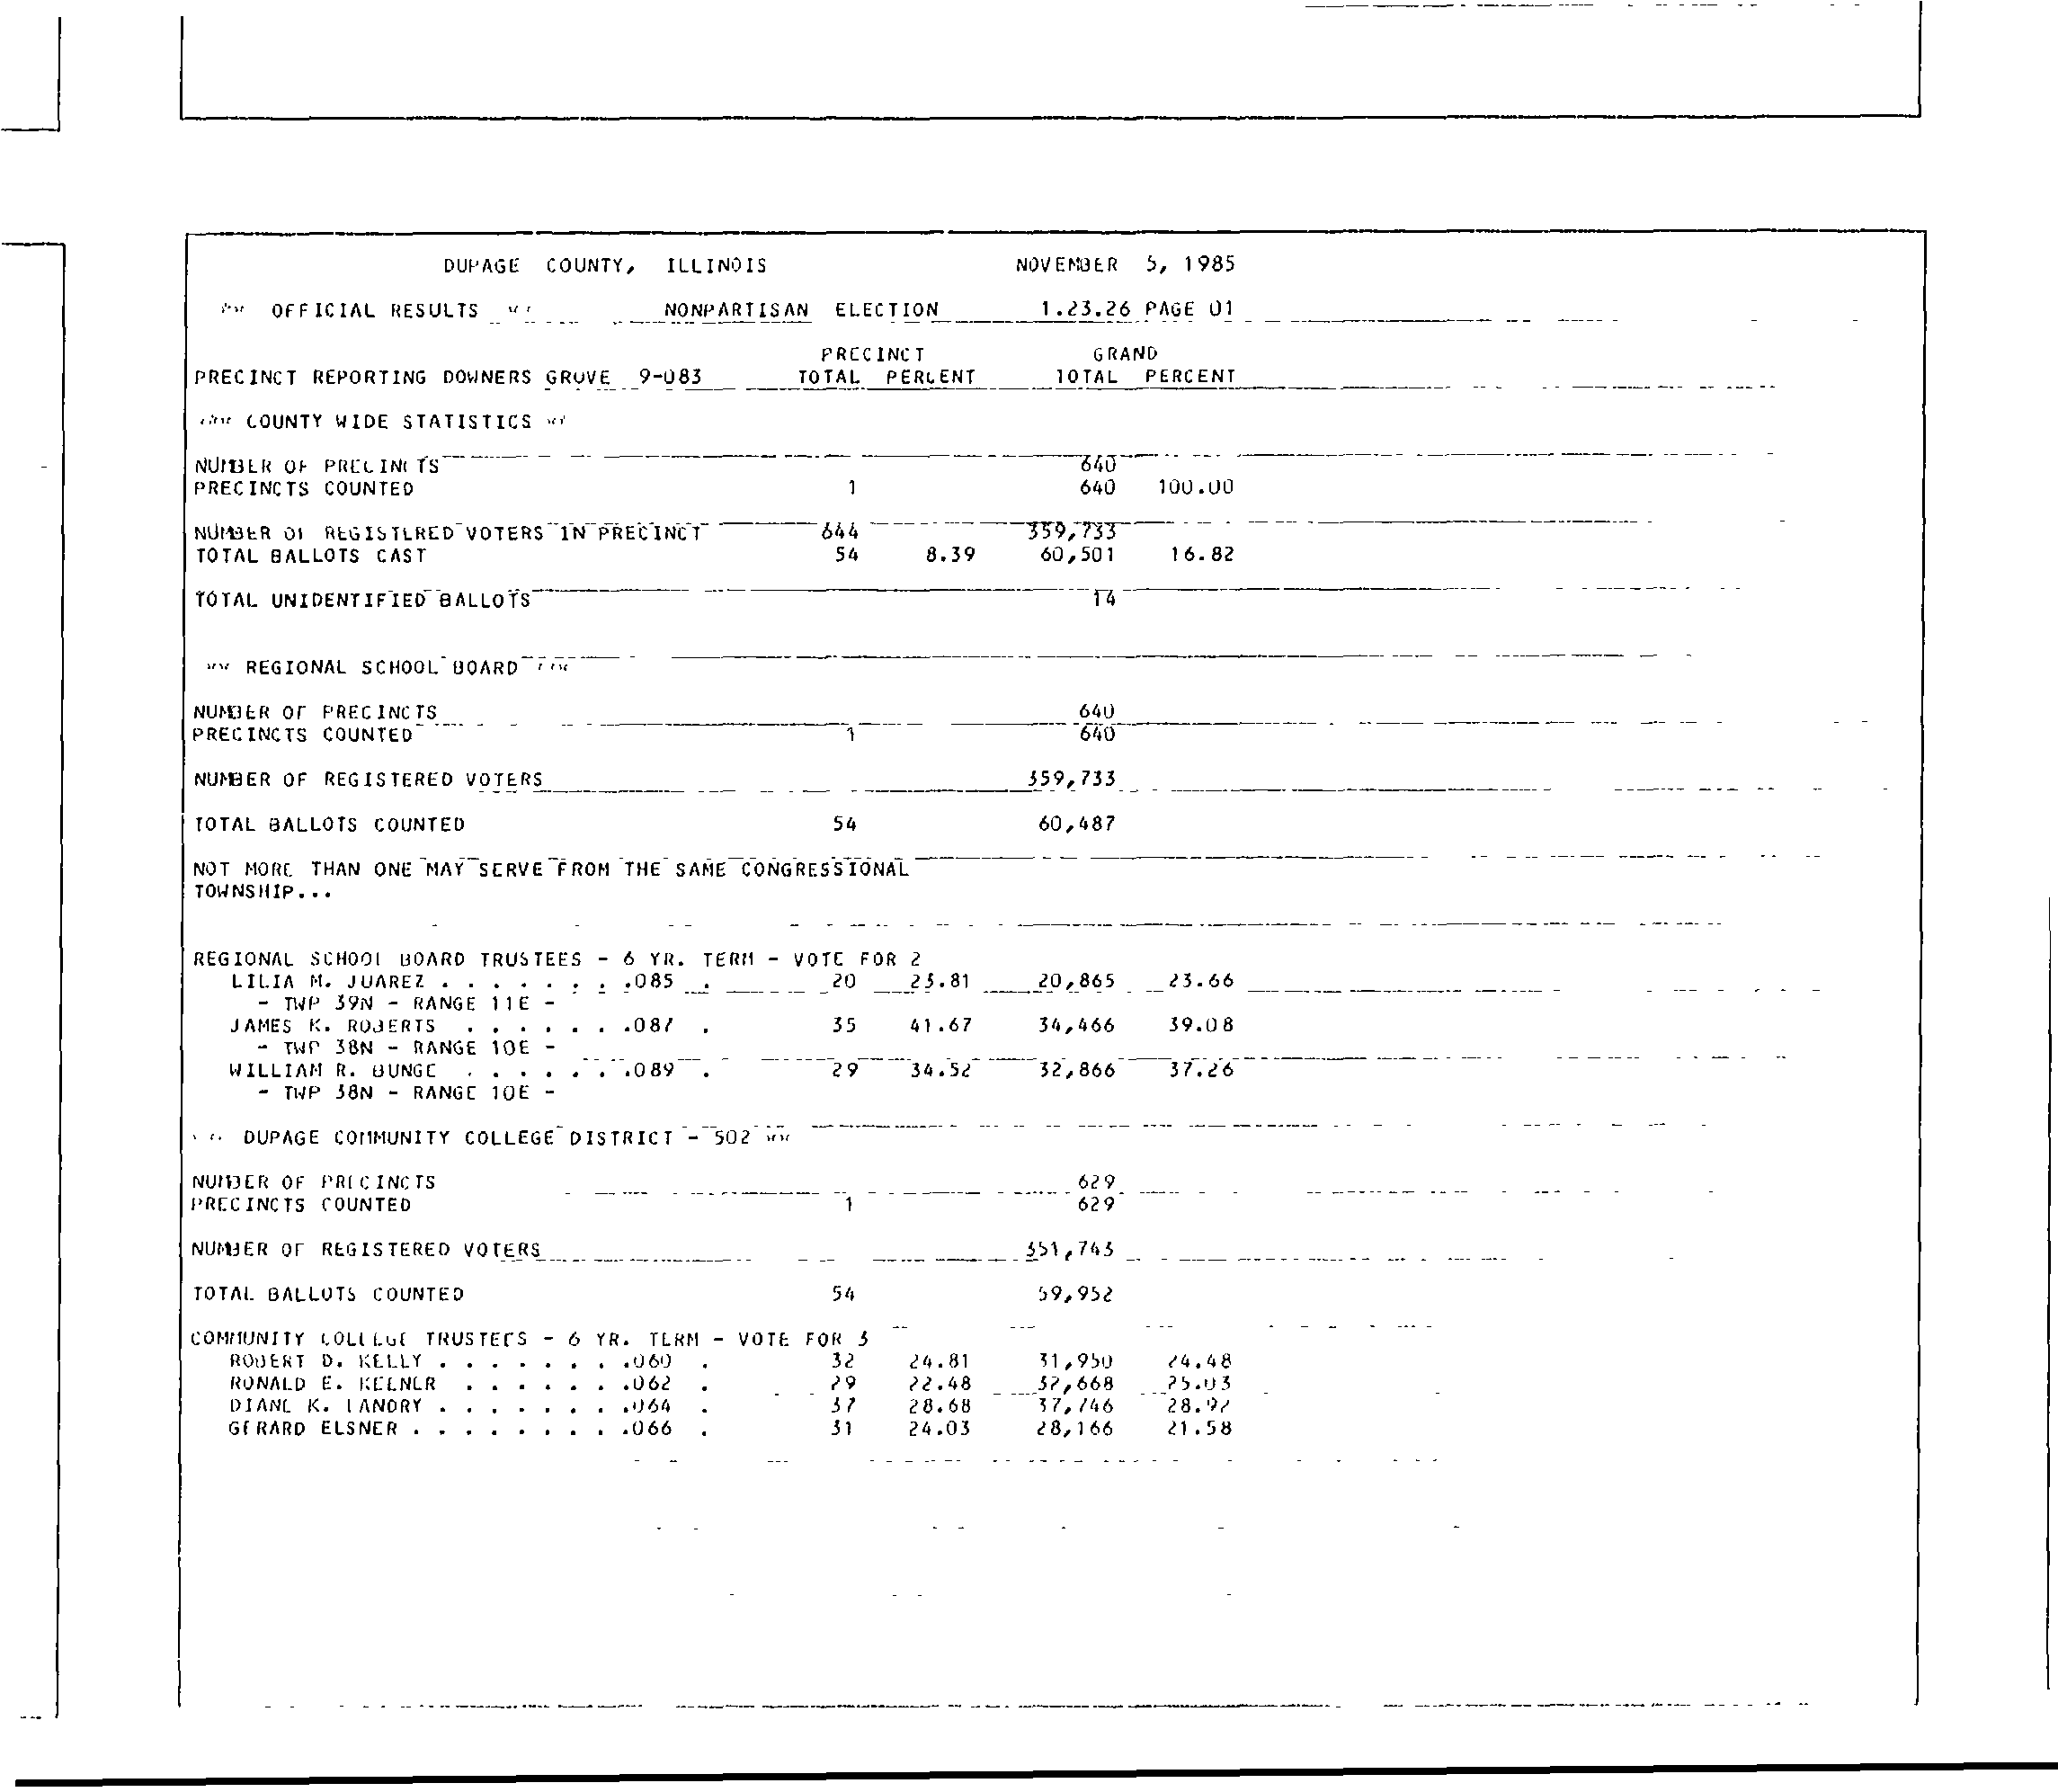 DUPAGE COUNTY, ILLINOIS NOVEMBER 5, 1985
** OFFICIAL RESULTS ** NONPARTISAN ELECTION 1.23.26 PAGE 01
PRECINCT GRAND
PRECINCT REPORTING DOWNERS GROVE 9-083 TOTAL PERCENT TOTAL PERCENT
*** COUNTY WIDE STATISTICS **
NUMBER OF PRECINCTS 640
PRECINCTS COUNTED 1 640 100.00
NUMBER OF REGISTERED VOTERS IN PRECINCT 644 359,733
TOTAL BALLOTS CAST 54 8.39 60,501 16.82
TOTAL UNIDENTIFIED BALLOTS 14
** REGIONAL SCHOOL BOARD ***
NUMBER OF PRECINCTS 640
PRECINCTS COUNTED 1 640
NUMBER OF REGISTERED VOTERS 359,733
TOTAL BALLOTS COUNTED 54 60,487
NOT MORE THAN ONE MAY SERVE FROM THE SAME CONGRESSIONAL
TOWNSHIP...
REGIONAL SCHOOL BOARD TRUSTEES - 6 YR. TERM - VOTE FOR 2
LILIA M. JUAREZ . . . . . . . .085 . 20 23.81 20,865 23.66
- TWP 39N - RANGE 11E -
JAMES K. ROBERTS . . . . . . .087 . 35 41.67 34,466 39.08
- TWP 38N - RANGE 10E -
WILLIAM R. BUNGE . . . . . . .089 . 29 34.52 32,866 37.26
- TWP 38N - RANGE 10E -
** DUPAGE COMMUNITY COLLEGE DISTRICT - 502 **
NUMBER OF PRECINCTS 629
PRECINCTS COUNTED 1 629
NUMBER OF REGISTERED VOTERS 351,743
TOTAL BALLOTS COUNTED 54 59,952
COMMUNITY COLLEGE TRUSTEES - 6 YR. TERM - VOTE FOR 3
ROBERT D. KELLY . . . . . . . .060 . 32 24.81 31,950 24.48
RONALD E. KEENER . . . . . . .062 . 29 22.48 32,668 25.03
DIANE K. LANDRY . . . . . . . .064 . 37 28.68 37,746 28.92
GERARD ELSNER . . . . . . . . .066 . 31 24.03 28,166 21.58